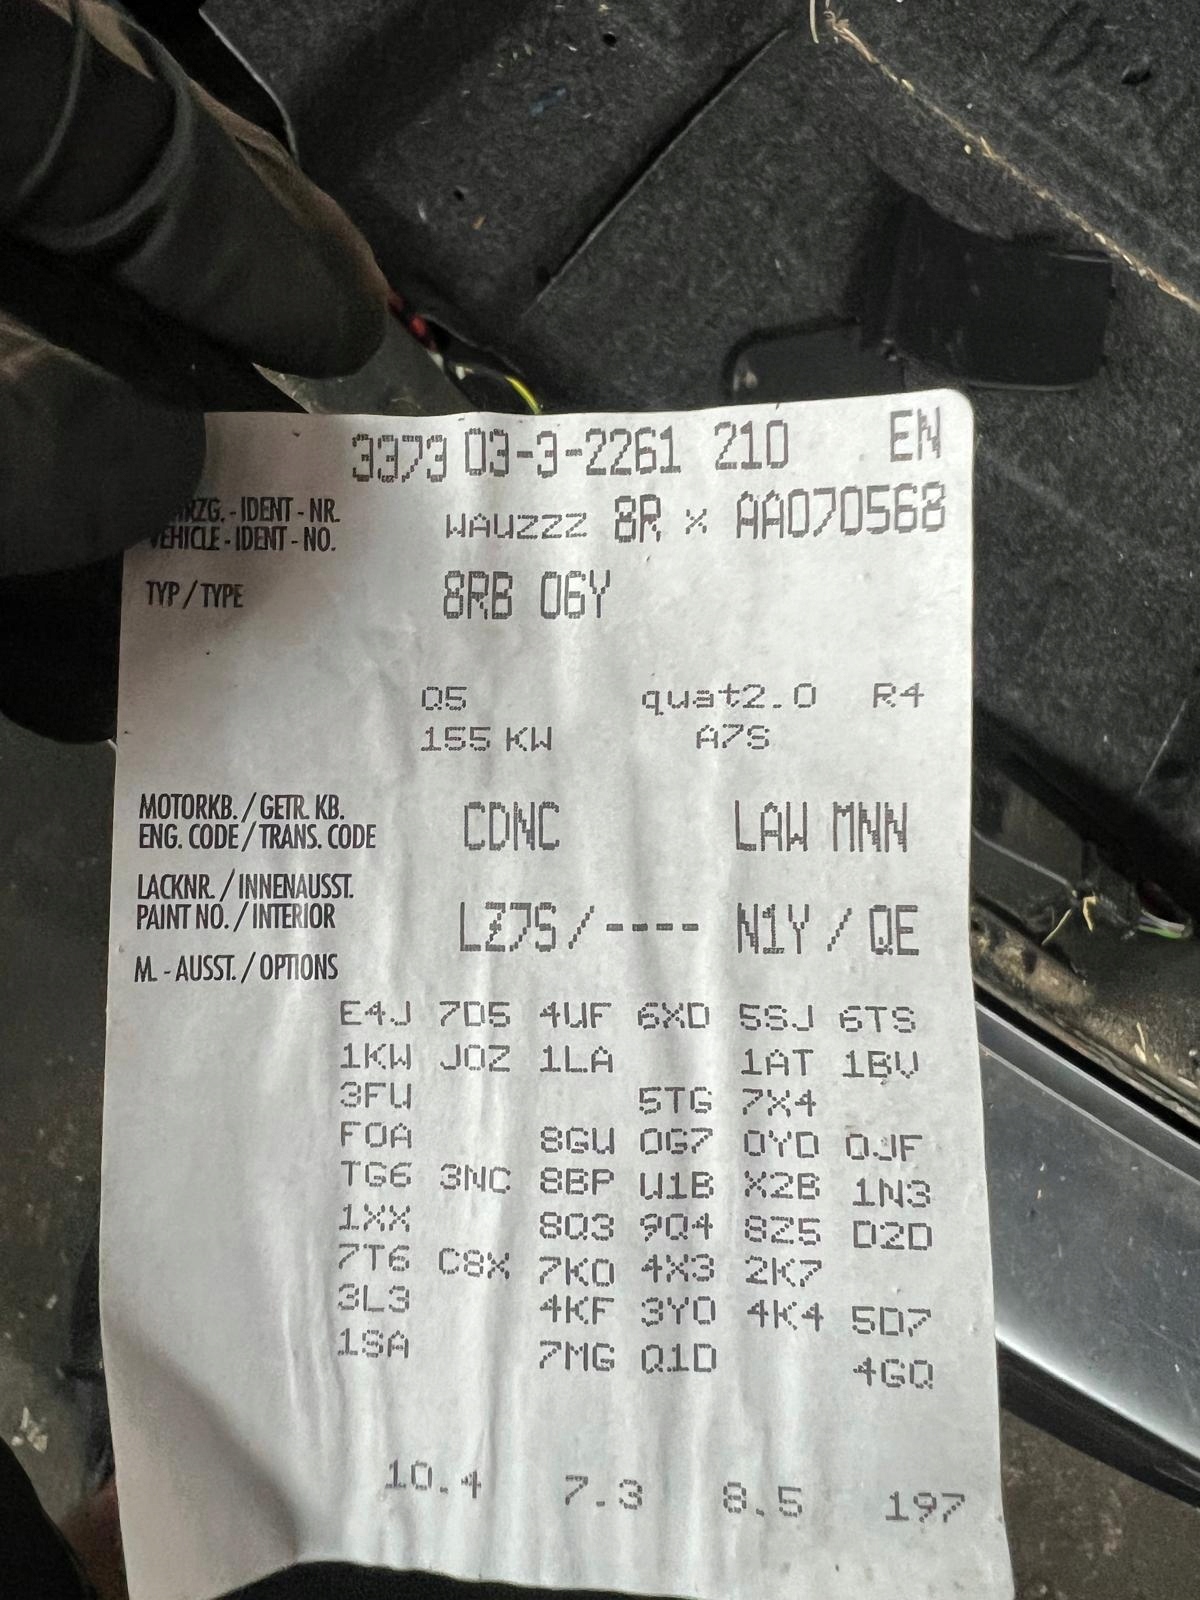 3373 03-3-2261 210 EN
RZG. - IDENT - NR.
VEHICLE - IDENT - NO. WAUZZZ 8R X AA070568
TYP / TYPE 8RB 06Y
Q5 quat2.0 R4
155 KW A7S
MOTORKB. / GETR. KB.
ENG. CODE / TRANS. CODE CDNC LAW MNN
LACKNR. / INNENAUSST.
PAINT NO. / INTERIOR LZ7S / ---- N1Y / QE
M. - AUSST. / OPTIONS
E4J 7D5 4UF 6XD 5SJ 6TS
1KW J0Z 1LA 1AT 1BV
3FU 5TG 7X4
F0A 8GU 0G7 0YD 0JF
TG6 3NC 8BP U1B X2B 1N3
1XX 8Q3 9Q4 8Z5 D2D
7T6 C8X 7K0 4X3 2K7
3L3 4KF 3Y0 4K4 5D7
1SA 7MG Q1D 4GQ
10.4 7.3 8.5 197